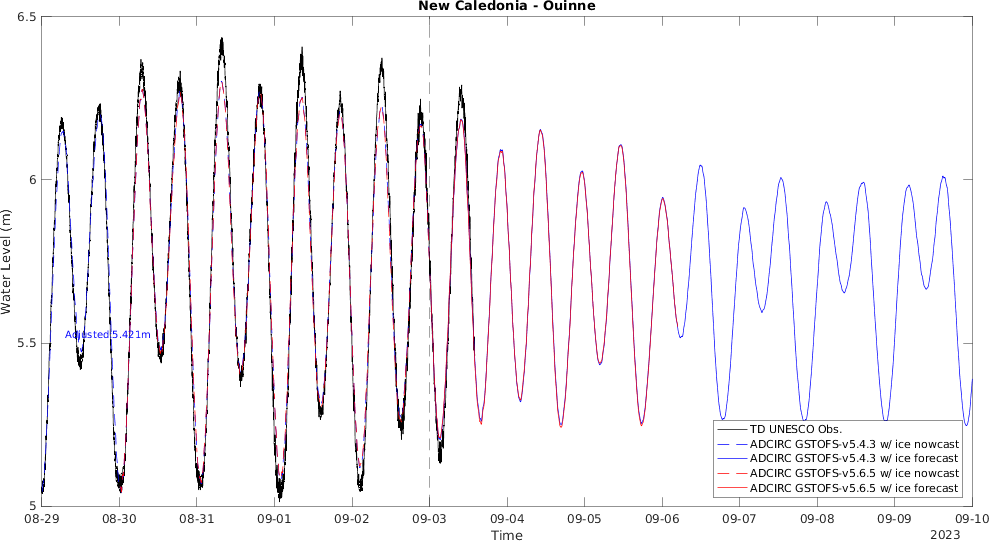 New Caledonia - Ouinne
6.5
6
5.5
5
Water Level (m)
Adjusted 5.421m
TD UNESCO Obs.
ADCIRC GSTOFS-v5.4.3 w/ ice nowcast
ADCIRC GSTOFS-v5.4.3 w/ ice forecast
ADCIRC GSTOFS-v5.6.5 w/ ice nowcast
ADCIRC GSTOFS-v5.6.5 w/ ice forecast
08-29 08-30 08-31 09-01 09-02 09-03 09-04 09-05 09-06 09-07 09-08 09-09 09-10
Time
2023